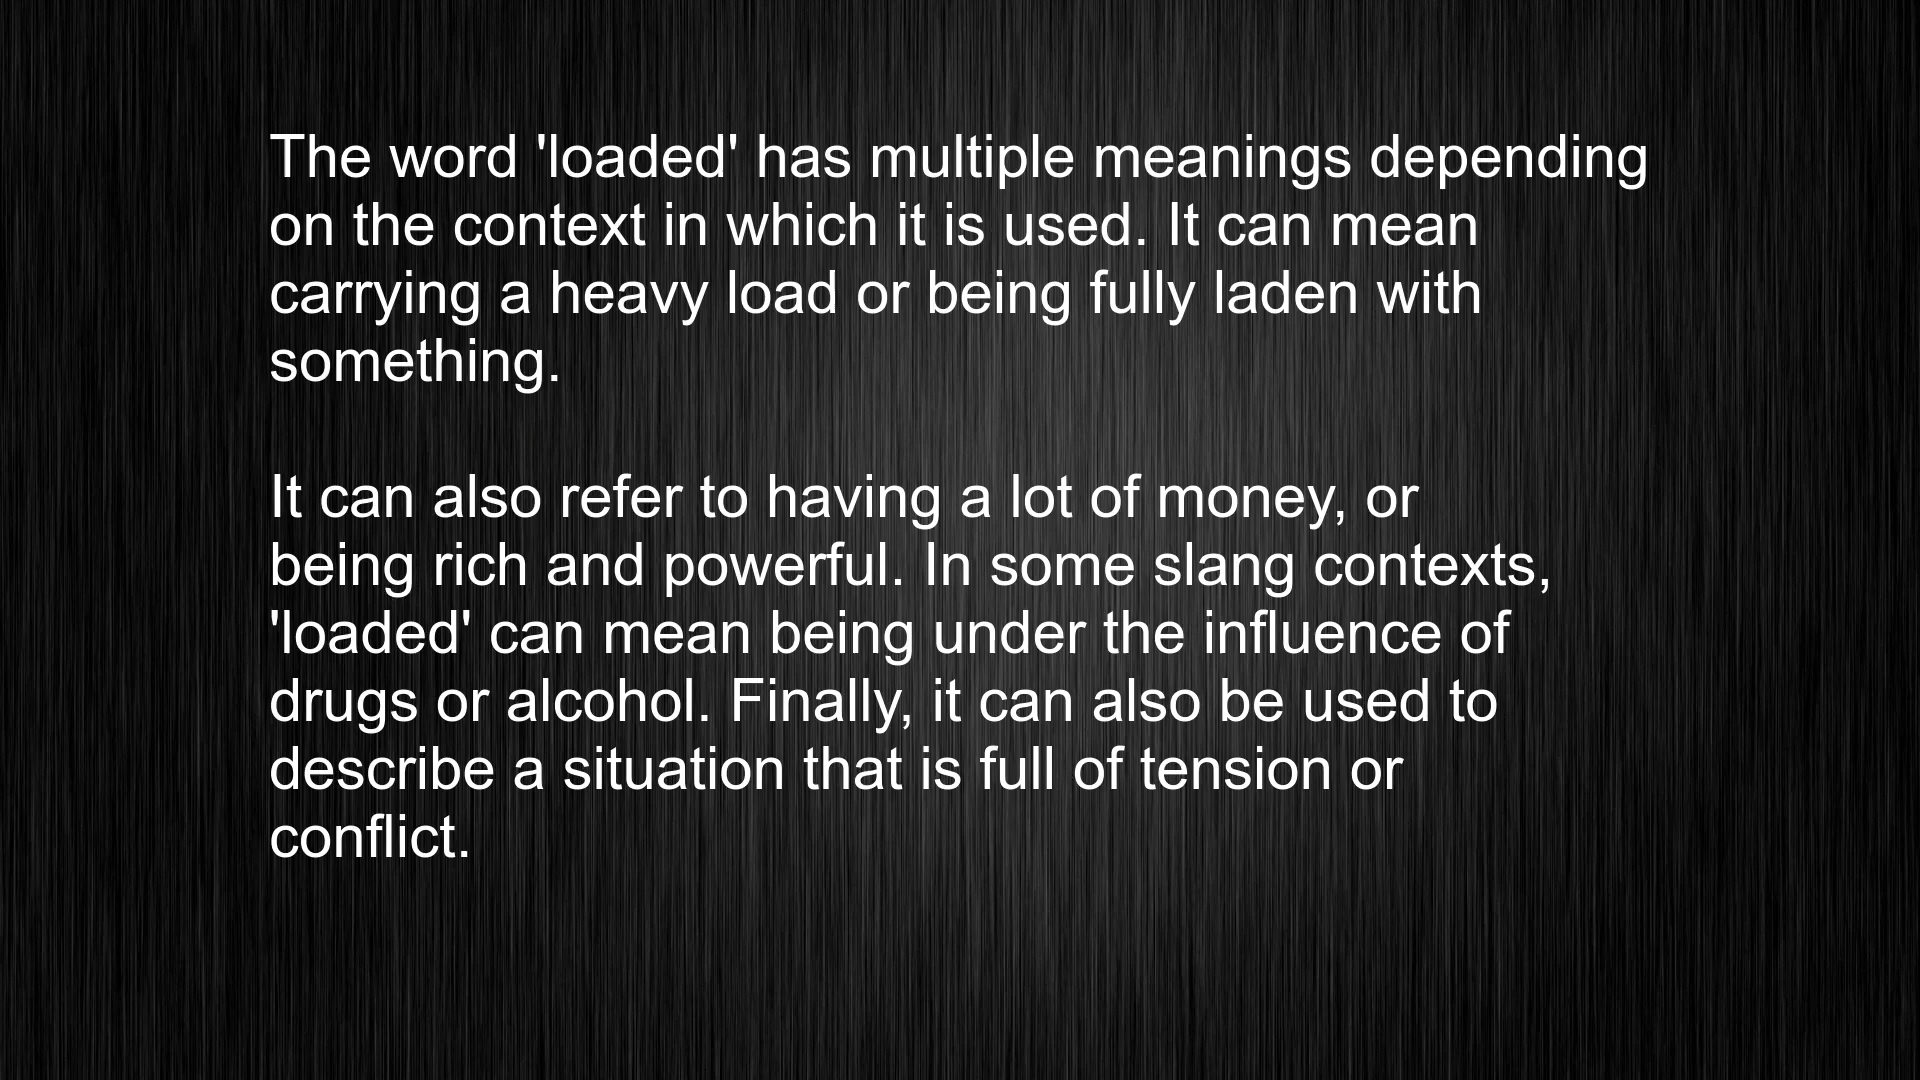 The word 'loaded' has multiple meanings depending
on the context in which it is used. It can mean
carrying a heavy load or being fully laden with
something.
It can also refer to having a lot of money, or
being rich and powerful. In some slang contexts,
'loaded' can mean being under the influence of
drugs or alcohol. Finally, it can also be used to
describe a situation that is full of tension or
conflict.